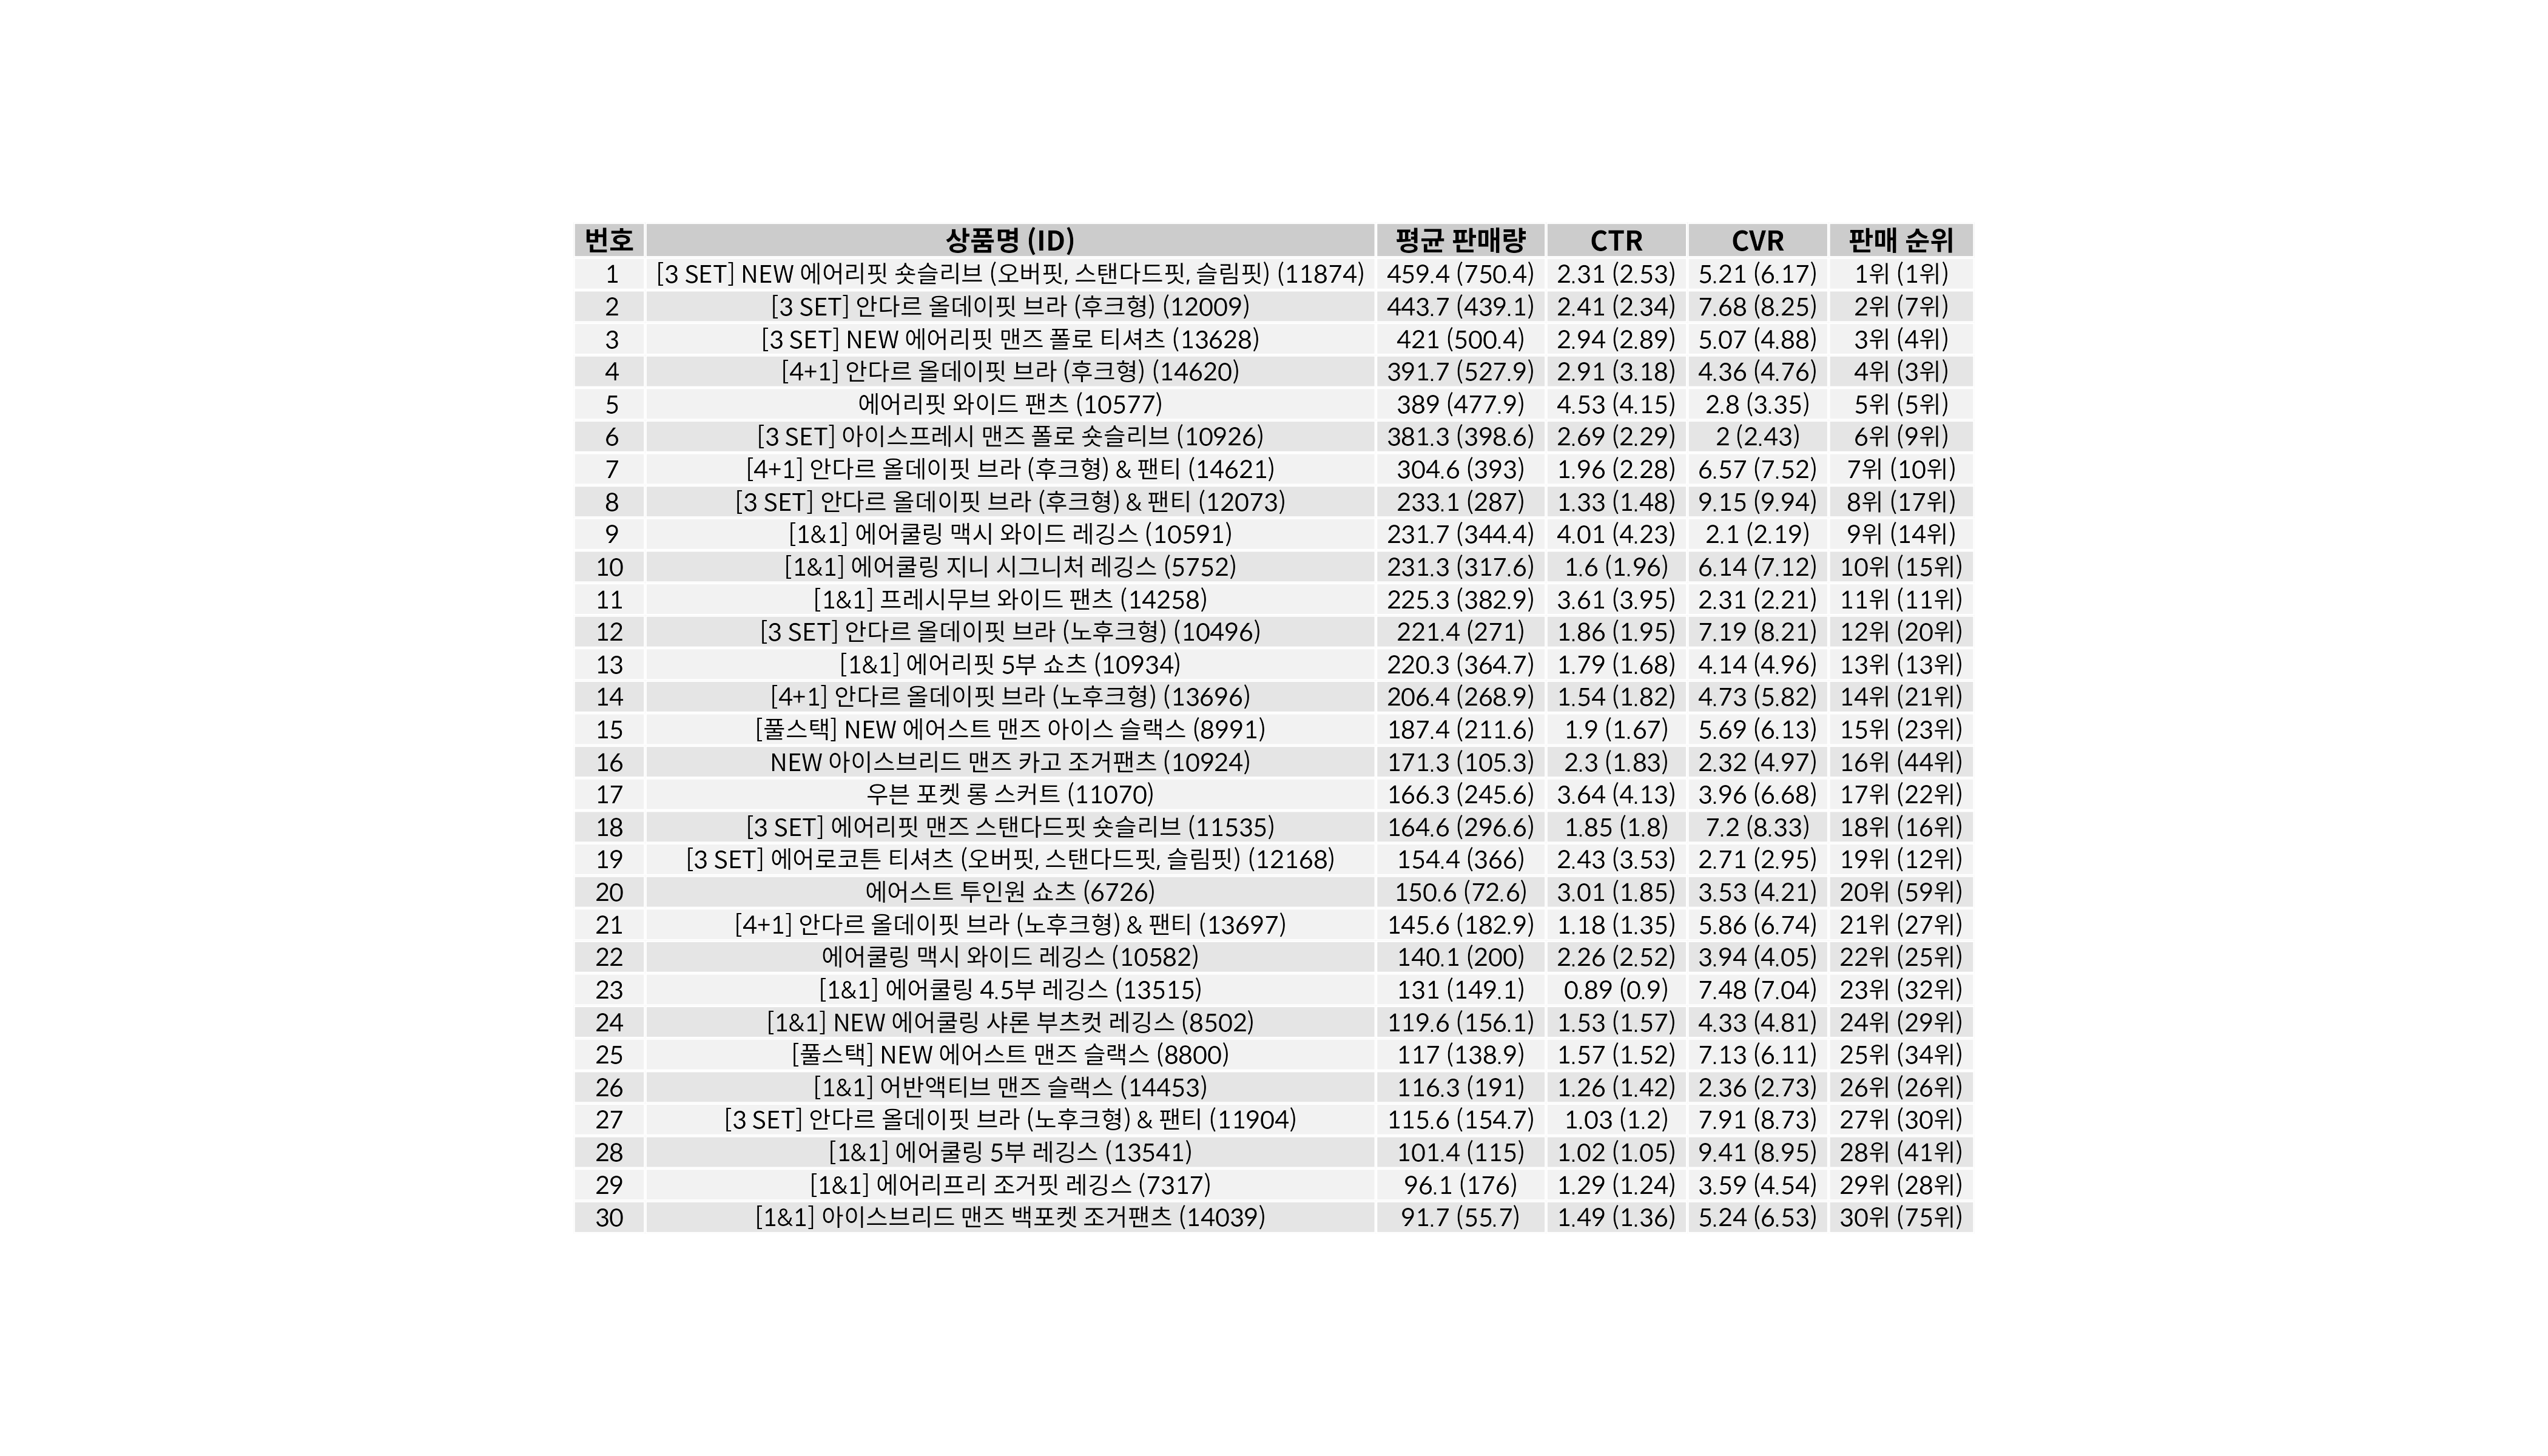 번호 상품명 (ID) 평균 판매량 CTR CVR 판매 순위
1 [3 SET] NEW 에어리핏 숏슬리브 (오버핏, 스탠다드핏, 슬림핏) (11874) 459.4 (750.4) 2.31 (2.53) 5.21 (6.17) 1위 (1위)
2 [3 SET] 안다르 올데이핏 브라 (후크형) (12009) 443.7 (439.1) 2.41 (2.34) 7.68 (8.25) 2위 (7위)
3 [3 SET] NEW 에어리핏 맨즈 폴로 티셔츠 (13628) 421 (500.4) 2.94 (2.89) 5.07 (4.88) 3위 (4위)
4 [4+1] 안다르 올데이핏 브라 (후크형) (14620) 391.7 (527.9) 2.91 (3.18) 4.36 (4.76) 4위 (3위)
5 에어리핏 와이드 팬츠 (10577) 389 (477.9) 4.53 (4.15) 2.8 (3.35) 5위 (5위)
6 [3 SET] 아이스프레시 맨즈 폴로 숏슬리브 (10926) 381.3 (398.6) 2.69 (2.29) 2 (2.43) 6위 (9위)
7 [4+1] 안다르 올데이핏 브라 (후크형) & 팬티 (14621) 304.6 (393) 1.96 (2.28) 6.57 (7.52) 7위 (10위)
8 [3 SET] 안다르 올데이핏 브라 (후크형) & 팬티 (12073) 233.1 (287) 1.33 (1.48) 9.15 (9.94) 8위 (17위)
9 [1&1] 에어쿨링 맥시 와이드 레깅스 (10591) 231.7 (344.4) 4.01 (4.23) 2.1 (2.19) 9위 (14위)
10 [1&1] 에어쿨링 지니 시그니처 레깅스 (5752) 231.3 (317.6) 1.6 (1.96) 6.14 (7.12) 10위 (15위)
11 [1&1] 프레시무브 와이드 팬츠 (14258) 225.3 (382.9) 3.61 (3.95) 2.31 (2.21) 11위 (11위)
12 [3 SET] 안다르 올데이핏 브라 (노후크형) (10496) 221.4 (271) 1.86 (1.95) 7.19 (8.21) 12위 (20위)
13 [1&1] 에어리핏 5부 쇼츠 (10934) 220.3 (364.7) 1.79 (1.68) 4.14 (4.96) 13위 (13위)
14 [4+1] 안다르 올데이핏 브라 (노후크형) (13696) 206.4 (268.9) 1.54 (1.82) 4.73 (5.82) 14위 (21위)
15 [풀스택] NEW 에어스트 맨즈 아이스 슬랙스 (8991) 187.4 (211.6) 1.9 (1.67) 5.69 (6.13) 15위 (23위)
16 NEW 아이스브리드 맨즈 카고 조거팬츠 (10924) 171.3 (105.3) 2.3 (1.83) 2.32 (4.97) 16위 (44위)
17 우븐 포켓 롱 스커트 (11070) 166.3 (245.6) 3.64 (4.13) 3.96 (6.68) 17위 (22위)
18 [3 SET] 에어리핏 맨즈 스탠다드핏 숏슬리브 (11535) 164.6 (296.6) 1.85 (1.8) 7.2 (8.33) 18위 (16위)
19 [3 SET] 에어로코튼 티셔츠 (오버핏, 스탠다드핏, 슬림핏) (12168) 154.4 (366) 2.43 (3.53) 2.71 (2.95) 19위 (12위)
20 에어스트 투인원 쇼츠 (6726) 150.6 (72.6) 3.01 (1.85) 3.53 (4.21) 20위 (59위)
21 [4+1] 안다르 올데이핏 브라 (노후크형) & 팬티 (13697) 145.6 (182.9) 1.18 (1.35) 5.86 (6.74) 21위 (27위)
22 에어쿨링 맥시 와이드 레깅스 (10582) 140.1 (200) 2.26 (2.52) 3.94 (4.05) 22위 (25위)
23 [1&1] 에어쿨링 4.5부 레깅스 (13515) 131 (149.1) 0.89 (0.9) 7.48 (7.04) 23위 (32위)
24 [1&1] NEW 에어쿨링 샤론 부츠컷 레깅스 (8502) 119.6 (156.1) 1.53 (1.57) 4.33 (4.81) 24위 (29위)
25 [풀스택] NEW 에어스트 맨즈 슬랙스 (8800) 117 (138.9) 1.57 (1.52) 7.13 (6.11) 25위 (34위)
26 [1&1] 어반액티브 맨즈 슬랙스 (14453) 116.3 (191) 1.26 (1.42) 2.36 (2.73) 26위 (26위)
27 [3 SET] 안다르 올데이핏 브라 (노후크형) & 팬티 (11904) 115.6 (154.7) 1.03 (1.2) 7.91 (8.73) 27위 (30위)
28 [1&1] 에어쿨링 5부 레깅스 (13541) 101.4 (115) 1.02 (1.05) 9.41 (8.95) 28위 (41위)
29 [1&1] 에어리프리 조거핏 레깅스 (7317) 96.1 (176) 1.29 (1.24) 3.59 (4.54) 29위 (28위)
30 [1&1] 아이스브리드 맨즈 백포켓 조거팬츠 (14039) 91.7 (55.7) 1.49 (1.36) 5.24 (6.53) 30위 (75위)